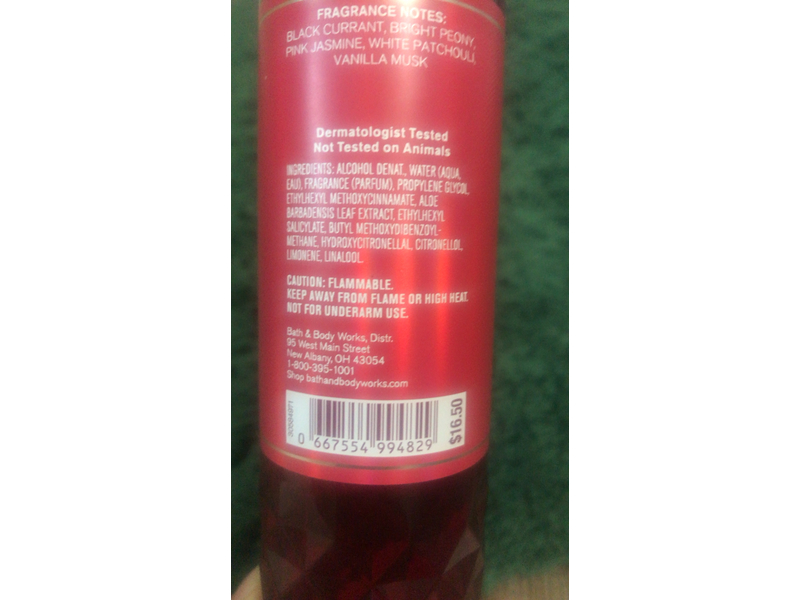 FRAGRANCE NOTES:
BLACK CURRANT, BRIGHT PEONY,
PINK JASMINE, WHITE PATCHOULI,
VANILLA MUSK
Dermatologist Tested
Not Tested on Animals
INGREDIENTS: ALCOHOL DENAT., WATER (AQUA,
EAU), FRAGRANCE (PARFUM), PROPYLENE GLYCOL,
ETHYLHEXYL METHOXYCINNAMATE, ALOE
BARBADENSIS LEAF EXTRACT, ETHYLHEXYL
SALICYLATE, BUTYL METHOXYDIBENZOYL-
METHANE, HYDROXYCITRONELLAL, CITRONELLOL,
LIMONENE, LINALOOL.
CAUTION: FLAMMABLE.
KEEP AWAY FROM FLAME OR HIGH HEAT.
NOT FOR UNDERARM USE.
Bath & Body Works, Distr.
95 West Main Street
New Albany, OH 43054
1-800-395-1001
Shop bathandbodyworks.com
0 667554 994829
$16.50